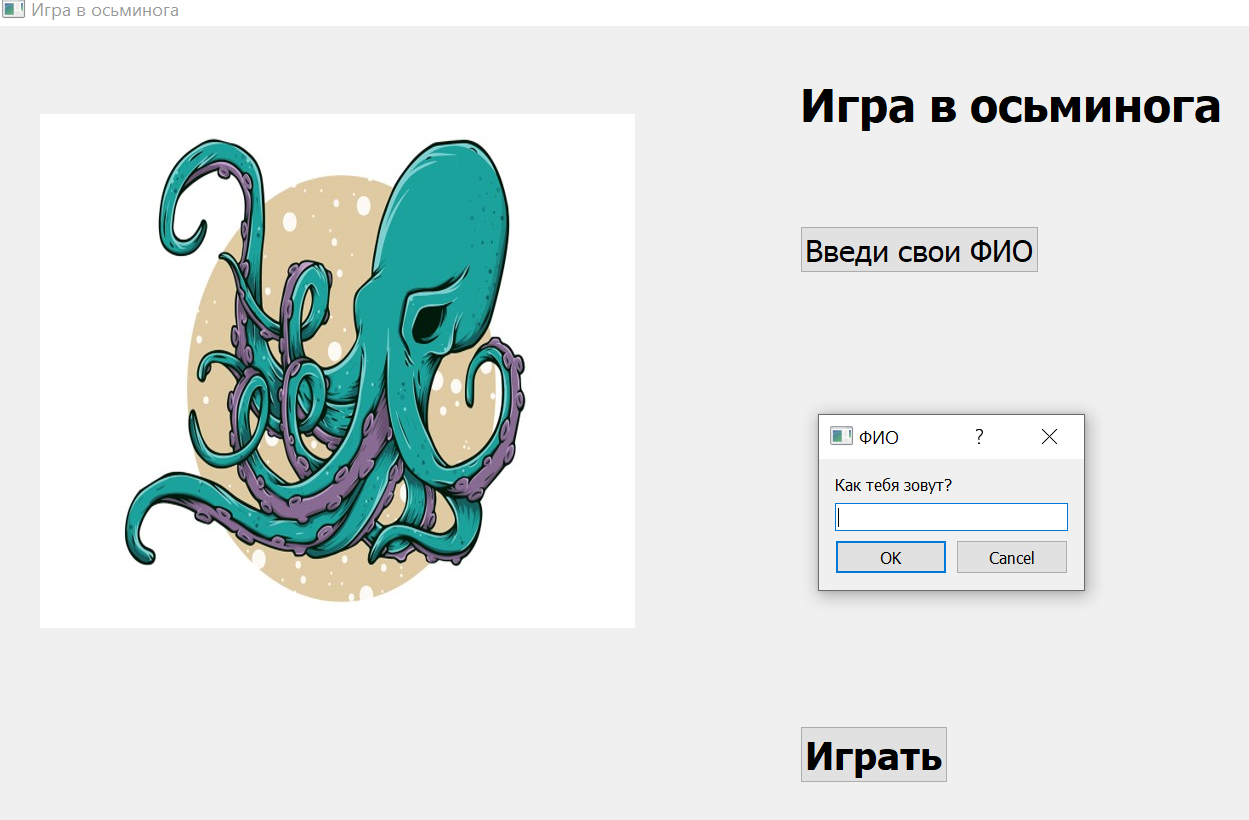 Игра в осьминога
Игра в осьминога
Введи свои ФИО
ФИО
?
Как тебя зовут?
OK
Cancel
Играть